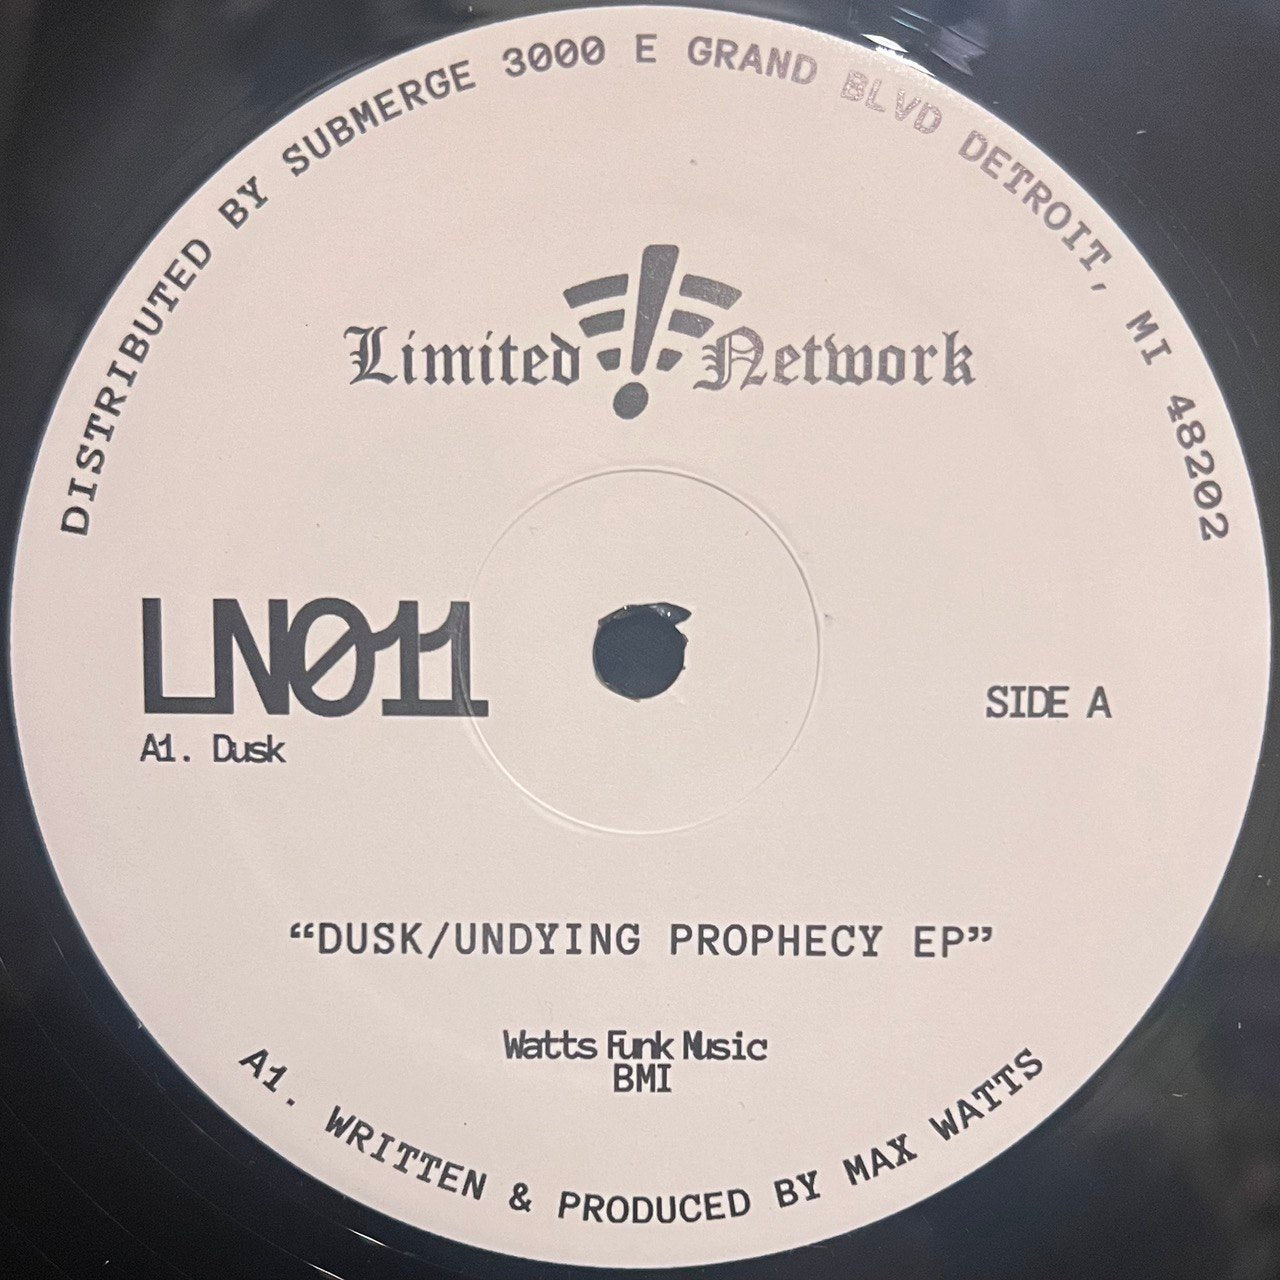 DISTRIBUTED BY SUBMERGE 3000 E GRAND BLVD DETROIT, MI 48202
Limited Network
LN011
A1. Dusk
SIDE A
“DUSK/UNDYING PROPHECY EP”
Watts Funk Music
BMI
A1. WRITTEN & PRODUCED BY MAX WATTS